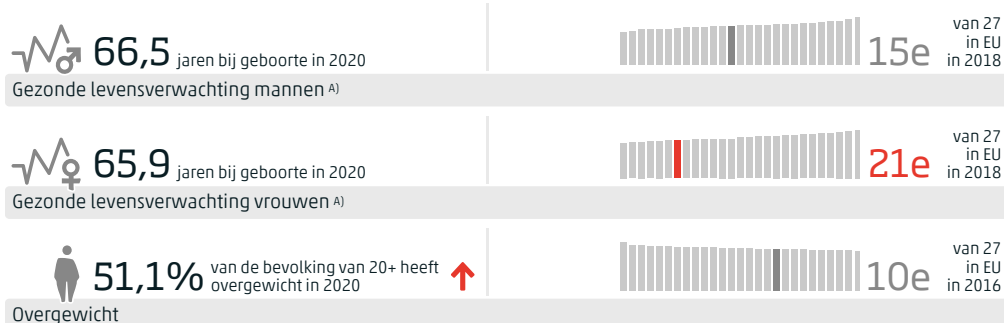 66,5 jaren bij geboorte in 2020
15e
van 27
in EU
in 2018
Gezonde levensverwachting mannen A)
65,9 jaren bij geboorte in 2020
21e
van 27
in EU
in 2018
Gezonde levensverwachting vrouwen A)
51,1% van de bevolking van 20+ heeft
overgewicht in 2020
10e
van 27
in EU
in 2016
Overgewicht